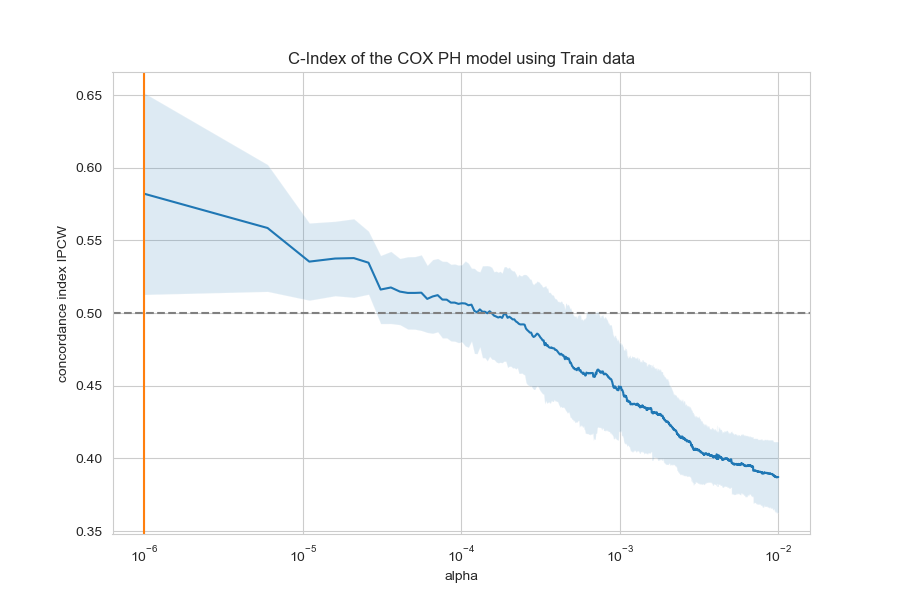 C-Index of the COX PH model using Train data
concordance index IPCW
0.65
0.60
0.55
0.50
0.45
0.40
0.35
10⁻⁶ 10⁻⁵ 10⁻⁴ 10⁻³ 10⁻²
alpha